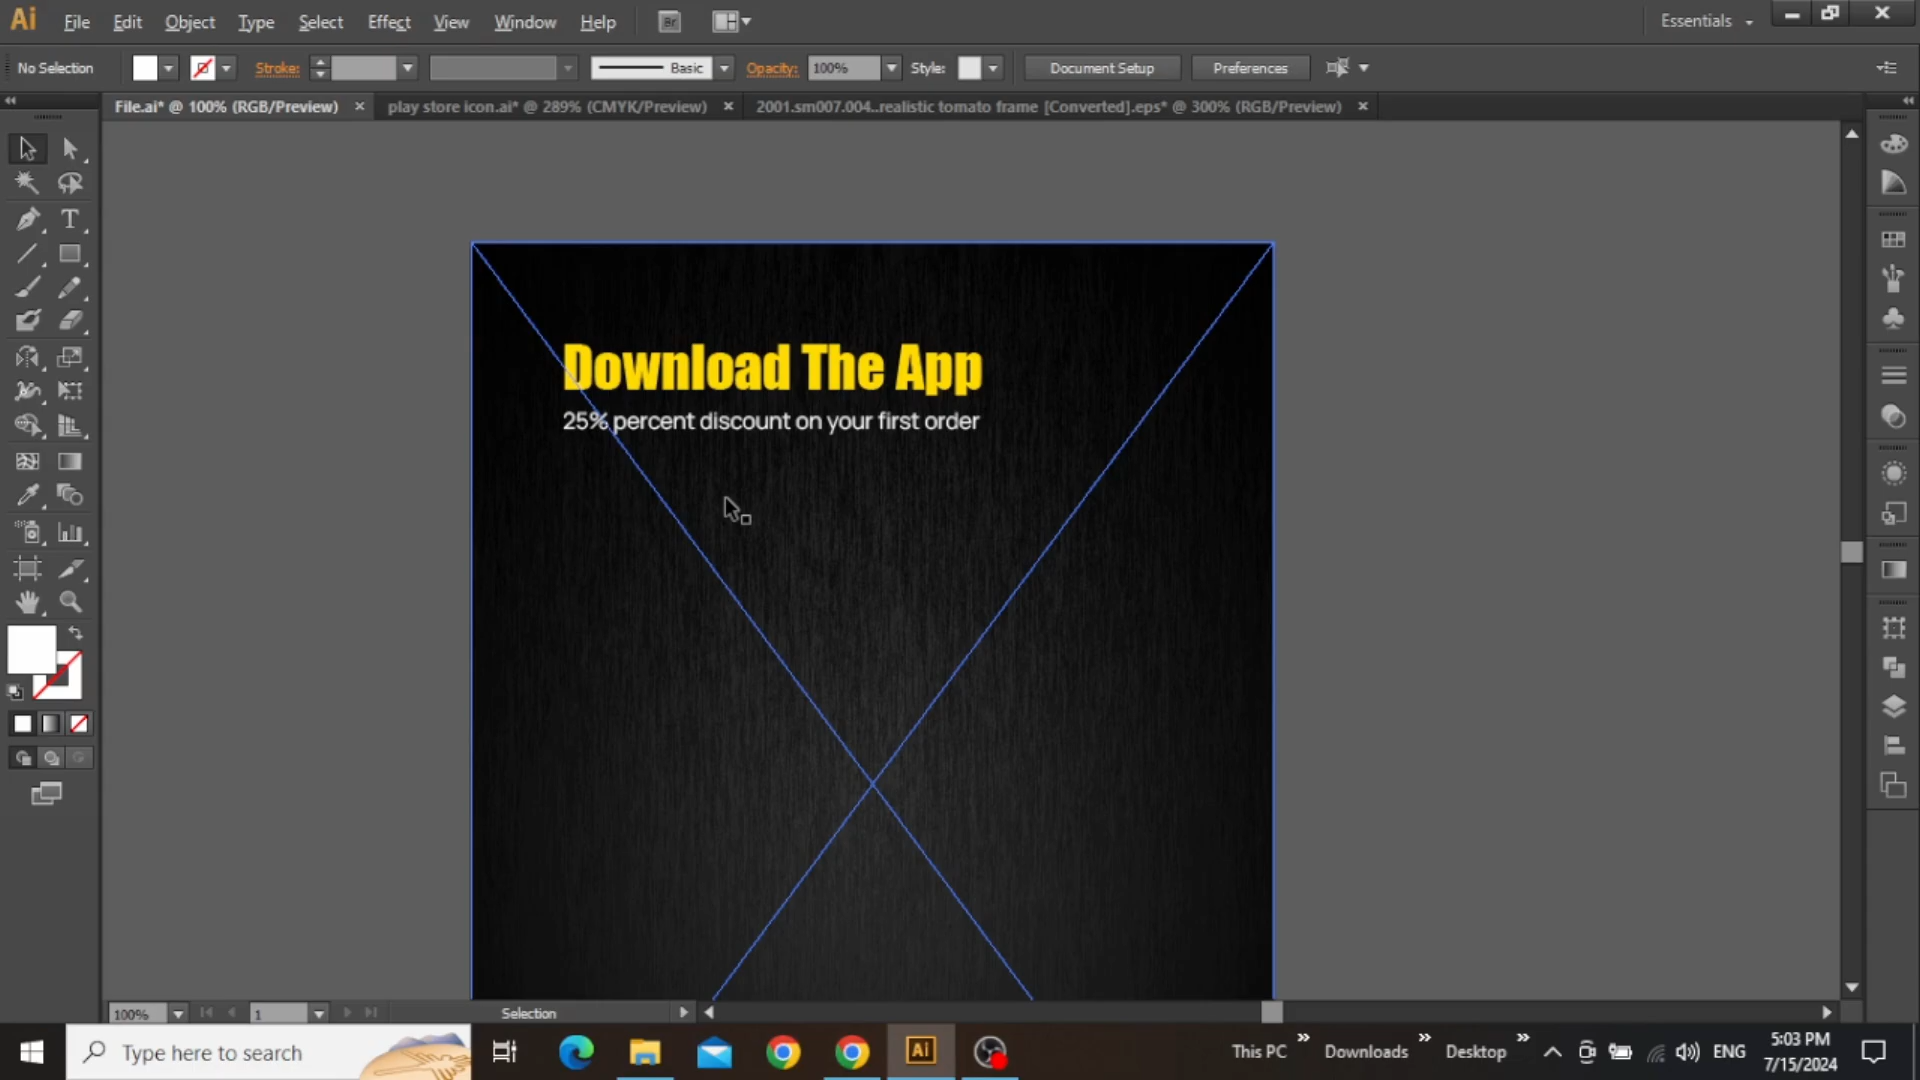 Ai File Edit Object Type Select Effect View Window Help Br Essentials
No Selection Stroke: Basic Opacity: 100% Style: Document Setup Preferences
File.ai* @ 100% (RGB/Preview) play store icon.ai* @ 289% (CMYK/Preview) 2001.sm007.004..realistic tomato frame [Converted].eps* @ 300% (RGB/Preview)
T
Download The App
25% percent discount on your first order
100% 1 Selection
Type here to search Ai This PC Downloads Desktop ENG 5:03 PM
7/15/2024